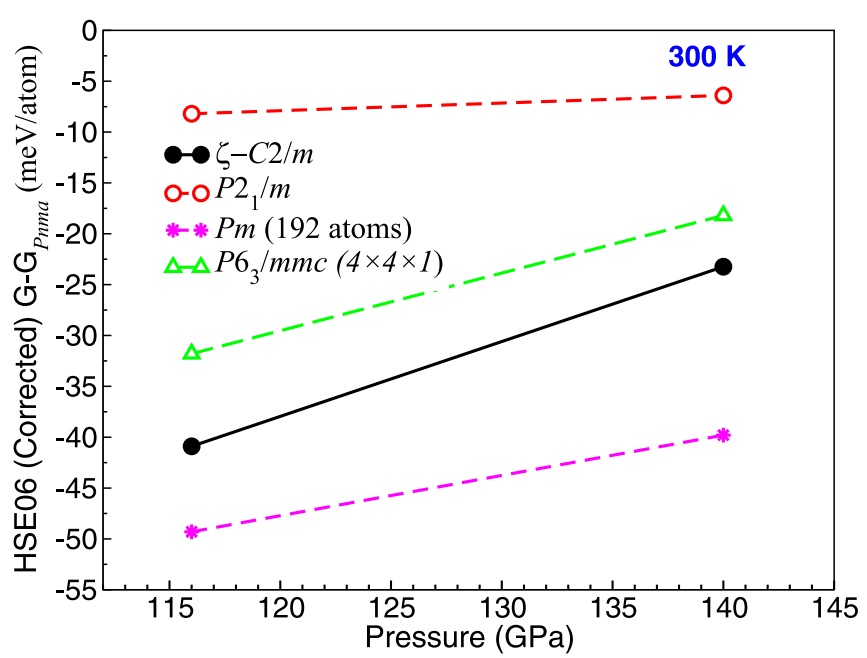 HSE06 (Corrected) G-G_Pnma (meV/atom)
0
-5
-10
-15
-20
-25
-30
-35
-40
-45
-50
-55
300 K
ζ–C2/m
P2₁/m
Pm (192 atoms)
P6₃/mmc (4×4×1)
115
120
125
130
135
140
145
Pressure (GPa)